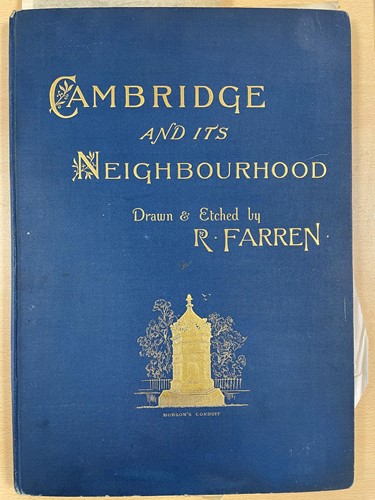 CAMBRIDGE
AND ITS
NEIGHBOURHOOD
Drawn & Etched by
R. FARREN
HOBSON'S CONDUIT